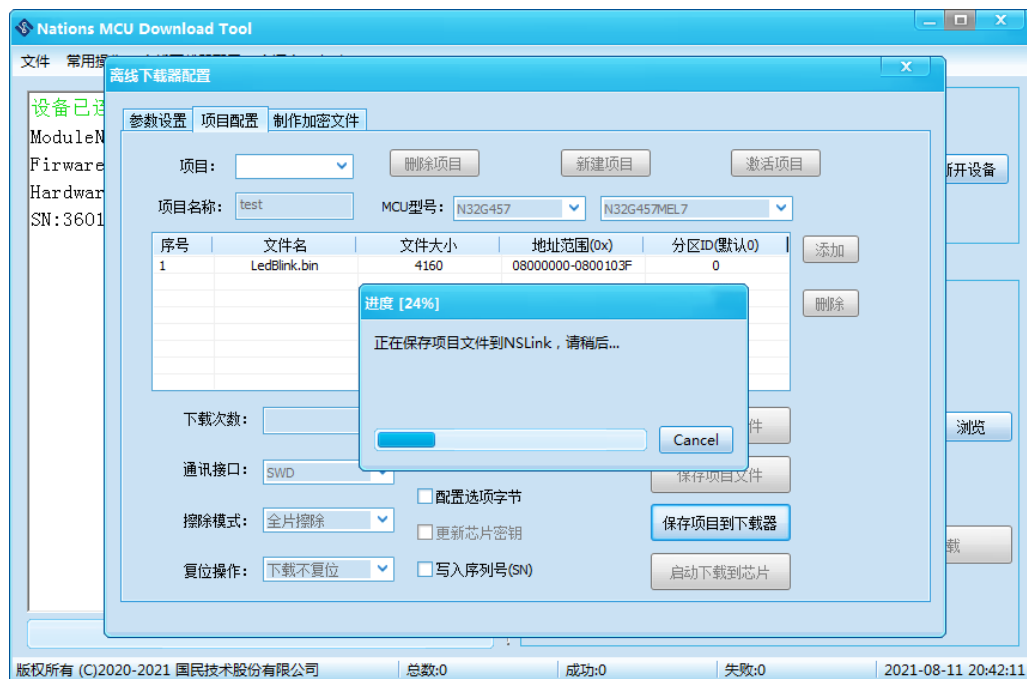 Nations MCU Download Tool
文件 常用操
离线下载器配置
设备已连
ModuleN
Firware
Hardwar
SN:3601
参数设置 项目配置 制作加密文件
项目: 删除项目 新建项目 激活项目
开设备
项目名称: test MCU型号: N32G457 N32G457MEL7
序号 文件名 文件大小 地址范围(0x) 分区ID(默认0) 添加
1 LedBlink.bin 4160 08000000-0800103F 0
删除
进度 [24%]
正在保存项目文件到NSLink，请稍后...
Cancel
下载次数: 件
浏览
通讯接口: SWD 保存项目文件
配置选项字节
擦除模式: 全片擦除 保存项目到下载器
更新芯片密钥
载
复位操作: 下载不复位 写入序列号(SN) 启动下载到芯片
版权所有 (C)2020-2021 国民技术股份有限公司 总数:0 成功:0 失败:0 2021-08-11 20:42:11